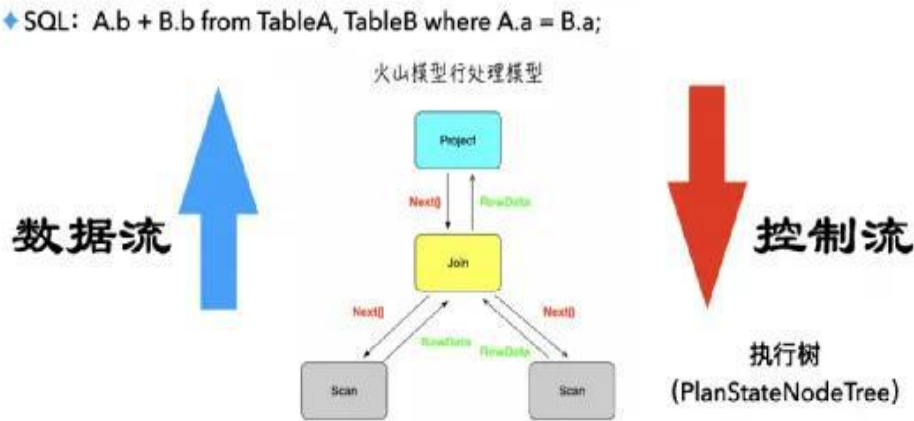 SQL：A.b + B.b from TableA, TableB where A.a = B.a;
火山模型行处理模型
Project
Next()
RowData
数据流
控制流
Join
Next()
Next()
RowData
RowData
Scan
Scan
执行树
(PlanStateNodeTree)